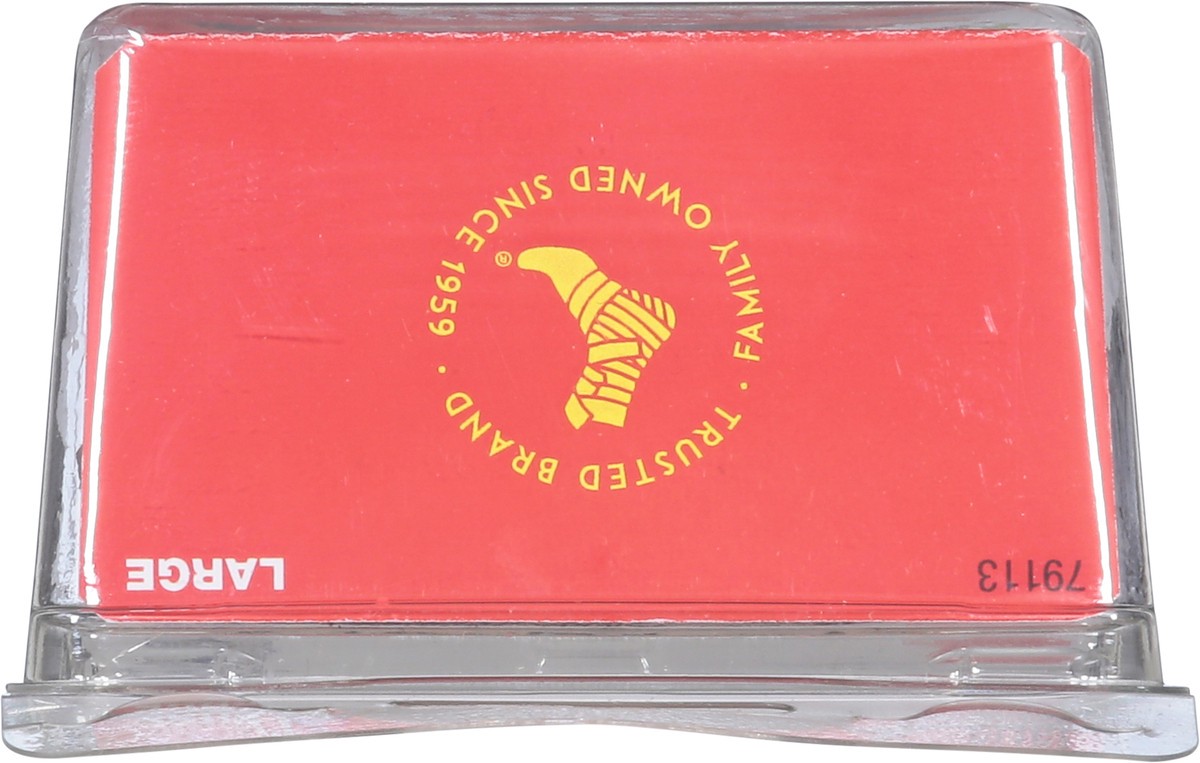 79113
LARGE
TRUSTED BRAND · FAMILY OWNED SINCE 1959 ·
®